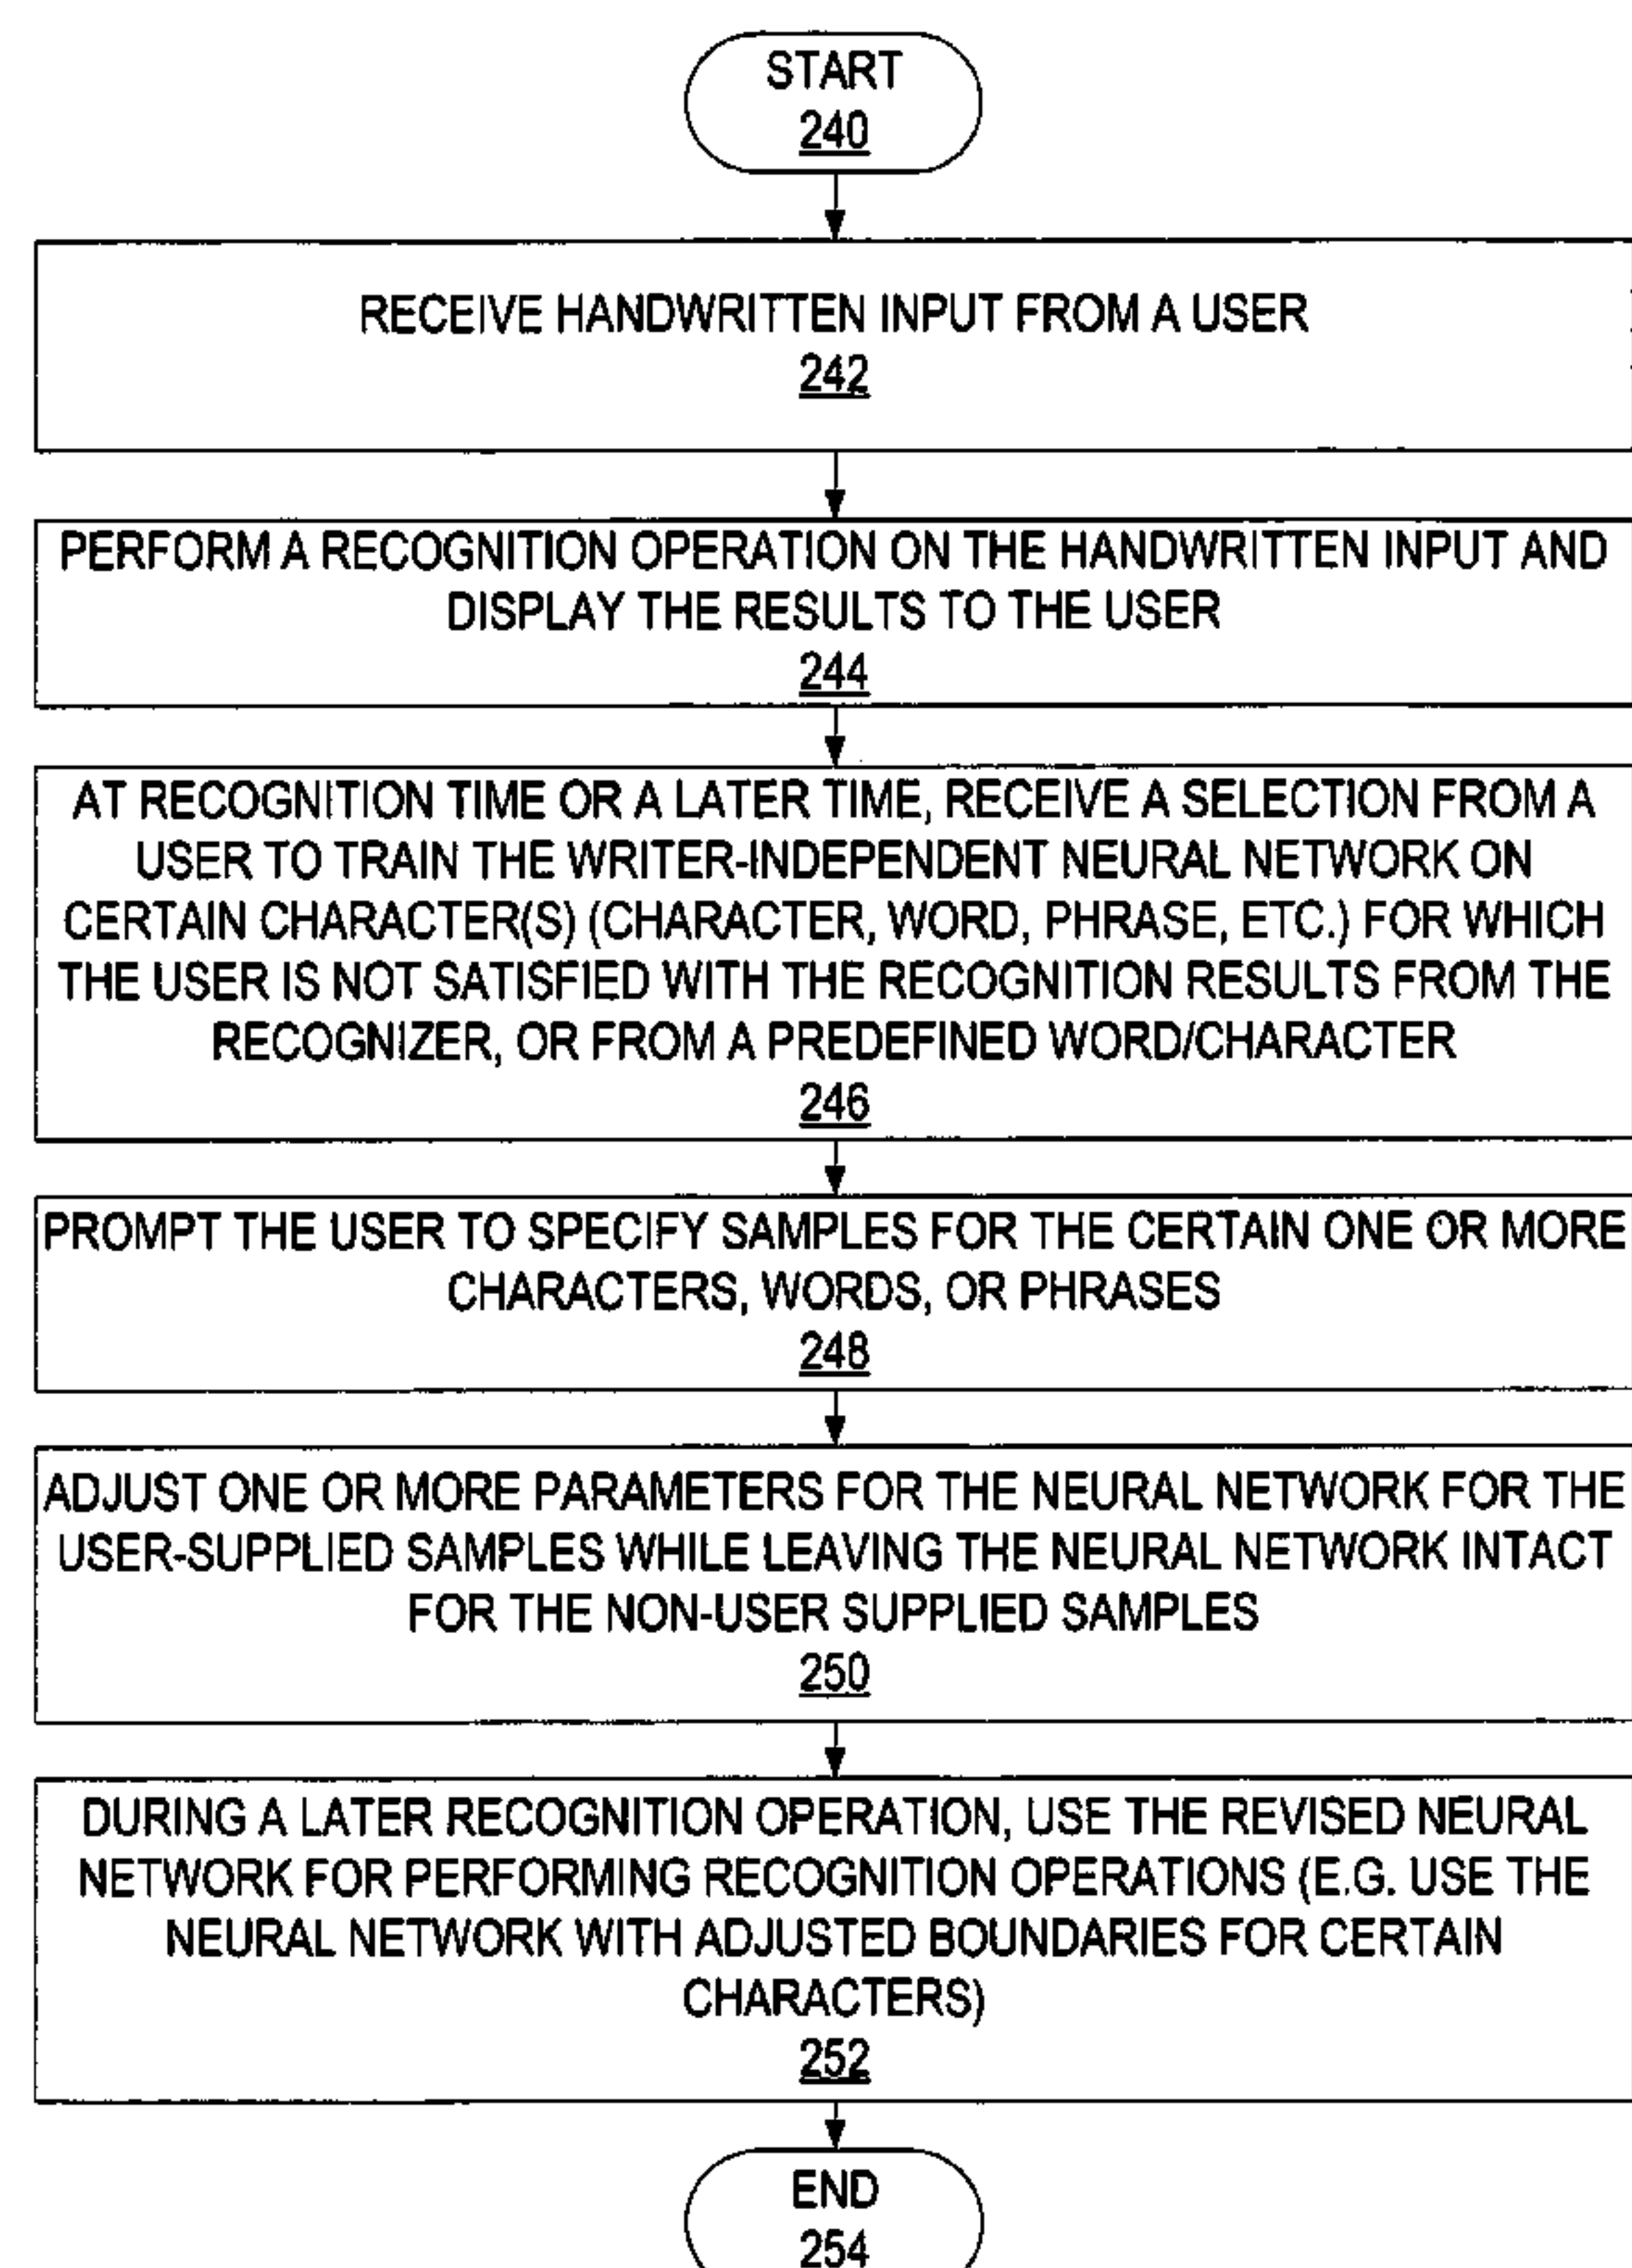 START
240
RECEIVE HANDWRITTEN INPUT FROM A USER
242
PERFORM A RECOGNITION OPERATION ON THE HANDWRITTEN INPUT AND
DISPLAY THE RESULTS TO THE USER
244
AT RECOGNITION TIME OR A LATER TIME, RECEIVE A SELECTION FROM A
USER TO TRAIN THE WRITER-INDEPENDENT NEURAL NETWORK ON
CERTAIN CHARACTER(S) (CHARACTER, WORD, PHRASE, ETC.) FOR WHICH
THE USER IS NOT SATISFIED WITH THE RECOGNITION RESULTS FROM THE
RECOGNIZER, OR FROM A PREDEFINED WORD/CHARACTER
246
PROMPT THE USER TO SPECIFY SAMPLES FOR THE CERTAIN ONE OR MORE
CHARACTERS, WORDS, OR PHRASES
248
ADJUST ONE OR MORE PARAMETERS FOR THE NEURAL NETWORK FOR THE
USER-SUPPLIED SAMPLES WHILE LEAVING THE NEURAL NETWORK INTACT
FOR THE NON-USER SUPPLIED SAMPLES
250
DURING A LATER RECOGNITION OPERATION, USE THE REVISED NEURAL
NETWORK FOR PERFORMING RECOGNITION OPERATIONS (E.G. USE THE
NEURAL NETWORK WITH ADJUSTED BOUNDARIES FOR CERTAIN
CHARACTERS)
252
END
254